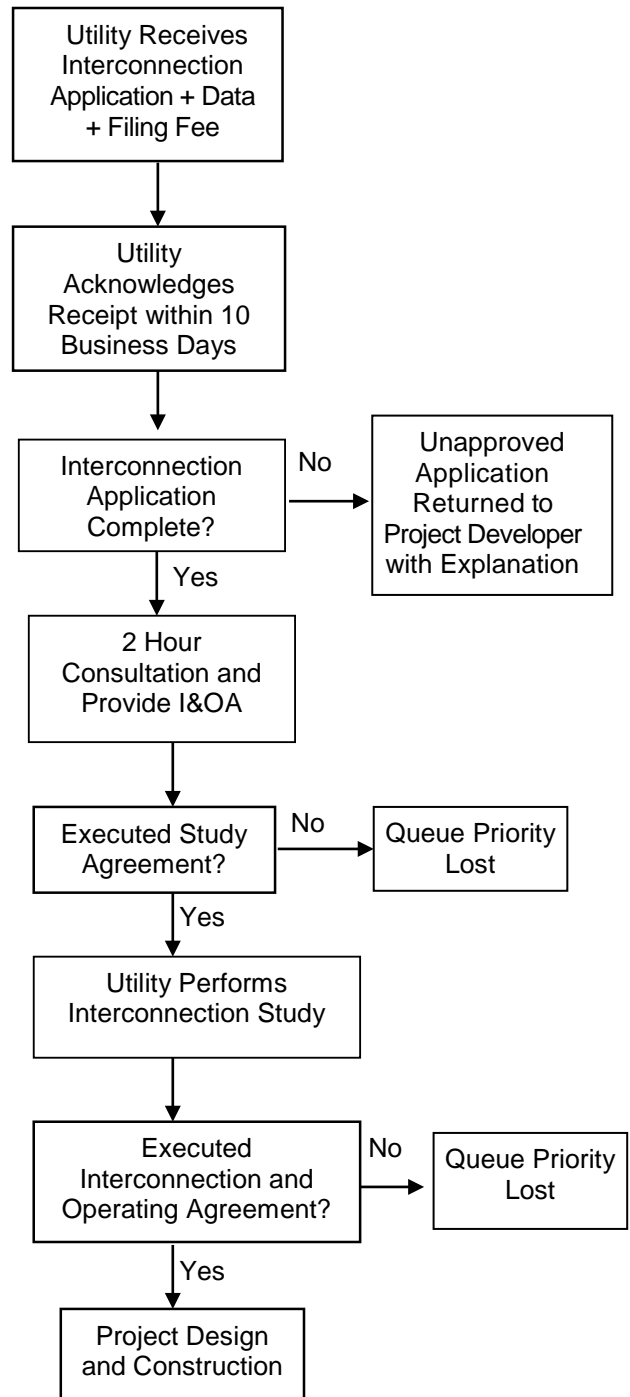 Utility Receives
Interconnection
Application + Data
+ Filing Fee
Utility
Acknowledges
Receipt within 10
Business Days
Interconnection
Application
Complete?
No
Unapproved
Application
Returned to
Project Developer
with Explanation
Yes
2 Hour
Consultation and
Provide I&OA
Executed Study
Agreement?
No
Queue Priority
Lost
Yes
Utility Performs
Interconnection Study
Executed
Interconnection and
Operating Agreement?
No
Queue Priority
Lost
Yes
Project Design
and Construction